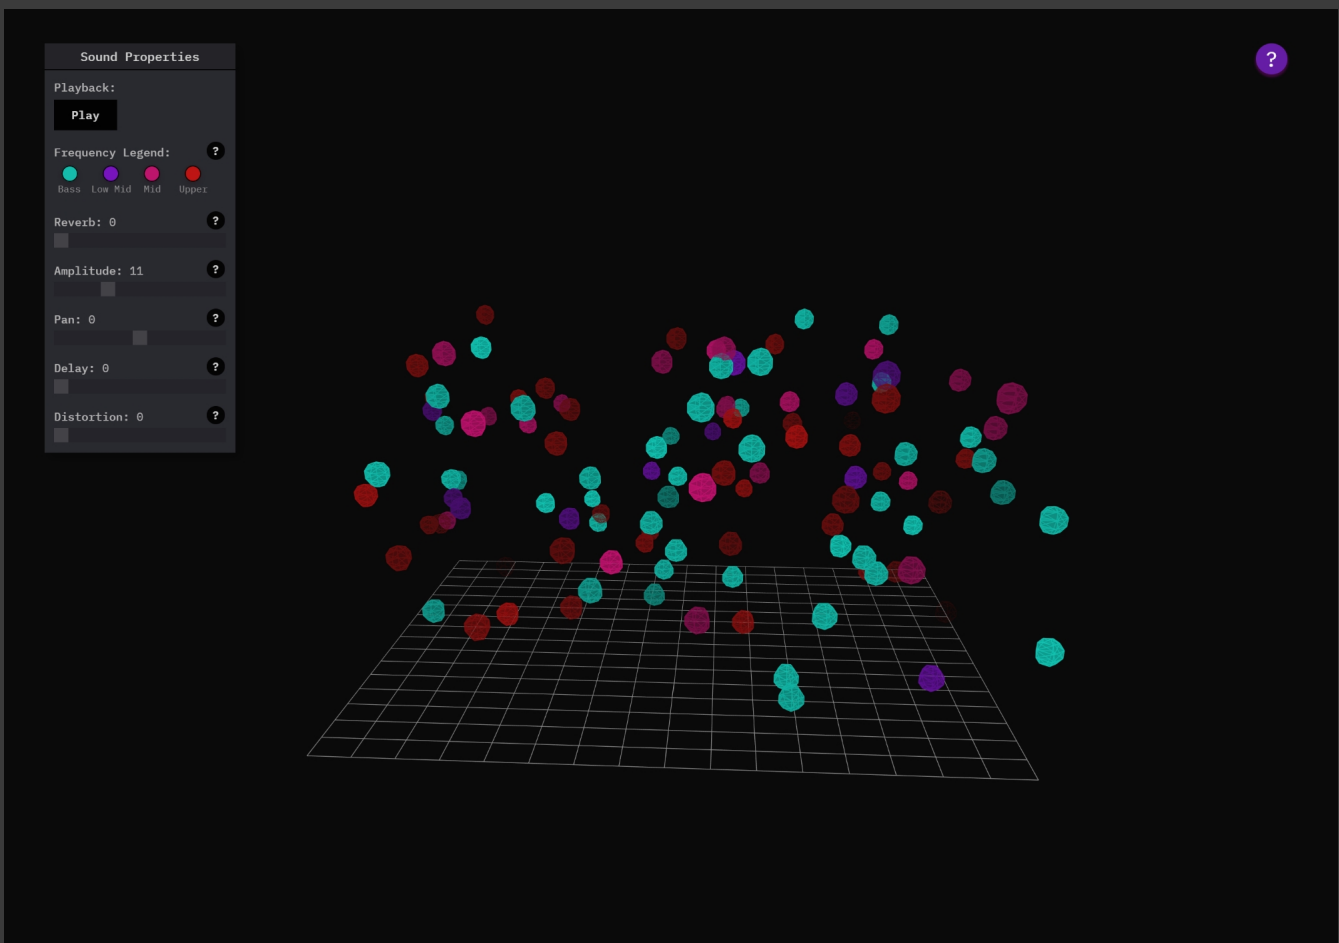 Sound Properties
?
Playback:
Play
Frequency Legend: ?
Bass Low Mid Mid Upper
Reverb: 0 ?
Amplitude: 11 ?
Pan: 0 ?
Delay: 0 ?
Distortion: 0 ?